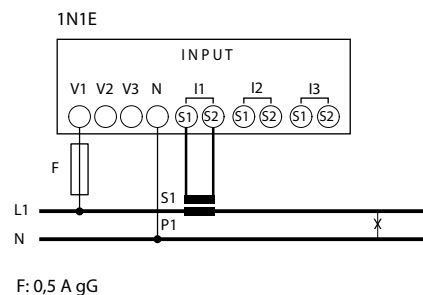 1N1E
INPUT
V1 V2 V3 N I1 I2 I3
S1 S2 S1 S2 S1 S2
F
S1
L1
P1
N
F: 0,5 A gG